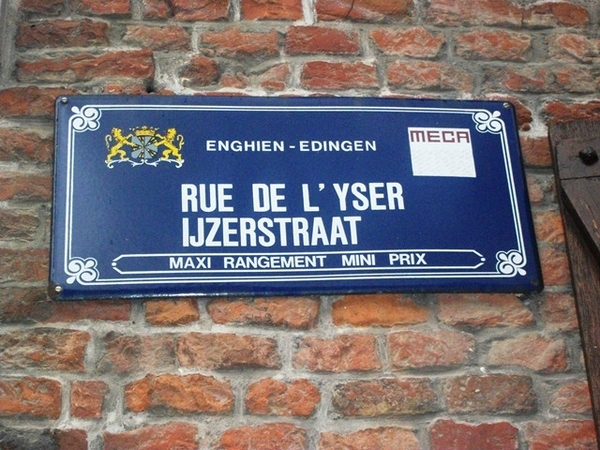 ENGHIEN - EDINGEN
MECA
RUE DE L' YSER
IJZERSTRAAT
MAXI RANGEMENT MINI PRIX